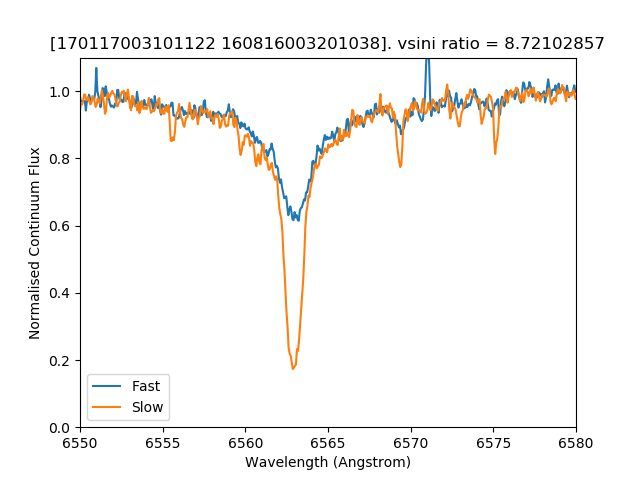 [170117003101122 160816003201038]. vsini ratio = 8.72102857
Normalised Continuum Flux
1.0
0.8
0.6
0.4
0.2
0.0
Fast
Slow
6550 6555 6560 6565 6570 6575 6580
Wavelength (Angstrom)